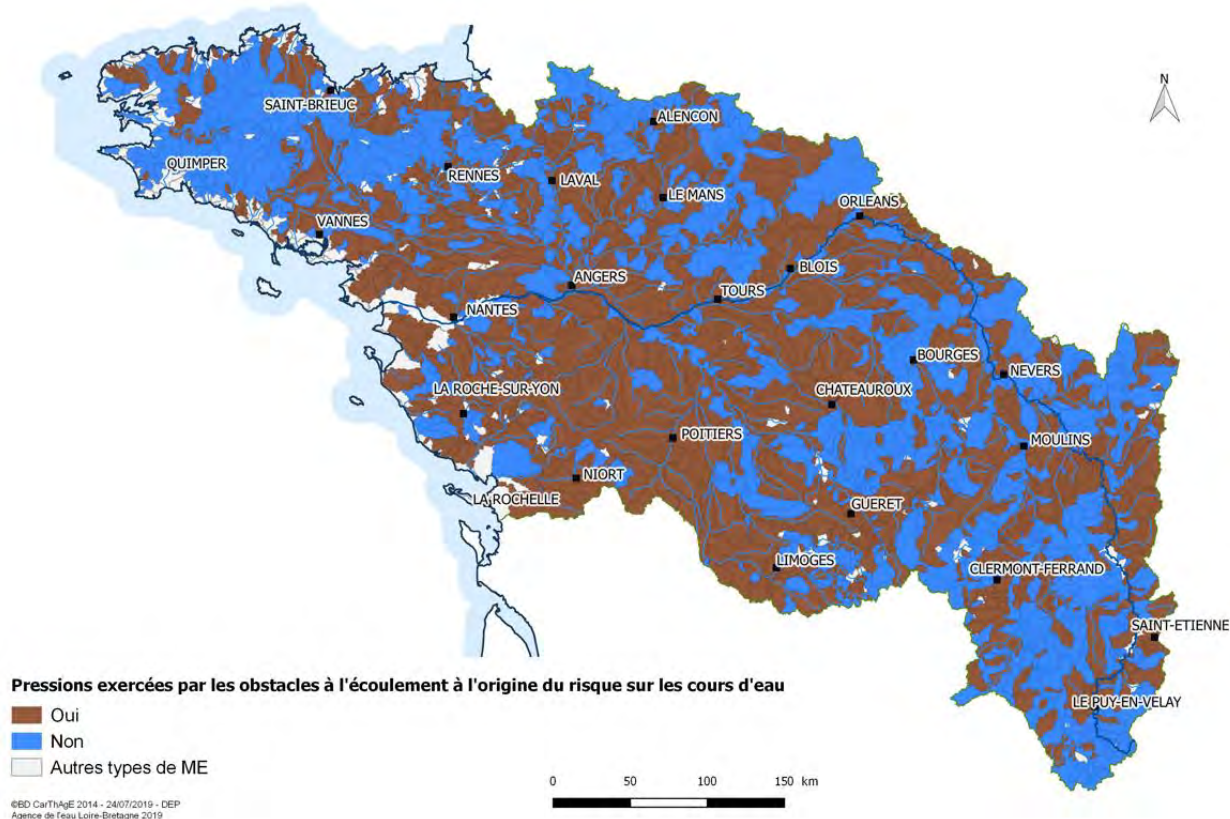 N
SAINT-BRIEUC
ALENCON
QUIMPER
RENNES
LAVAL
LE MANS
ORLEANS
VANNES
BLOIS
ANGERS
TOURS
NANTES
BOURGES
NEVERS
LA ROCHE-SUR-YON
CHATEAUROUX
POITIERS
MOULINS
NIORT
LA ROCHELLE
GUERET
LIMOGES
CLERMONT-FERRAND
SAINT-ETIENNE
LE PUY-EN-VELAY
Pressions exercées par les obstacles à l'écoulement à l'origine du risque sur les cours d'eau
Oui
Non
Autres types de ME
0 50 100 150 km
©BD CarThAgE 2014 - 24/07/2019 - DEP
Agence de l'eau Loire-Bretagne 2019